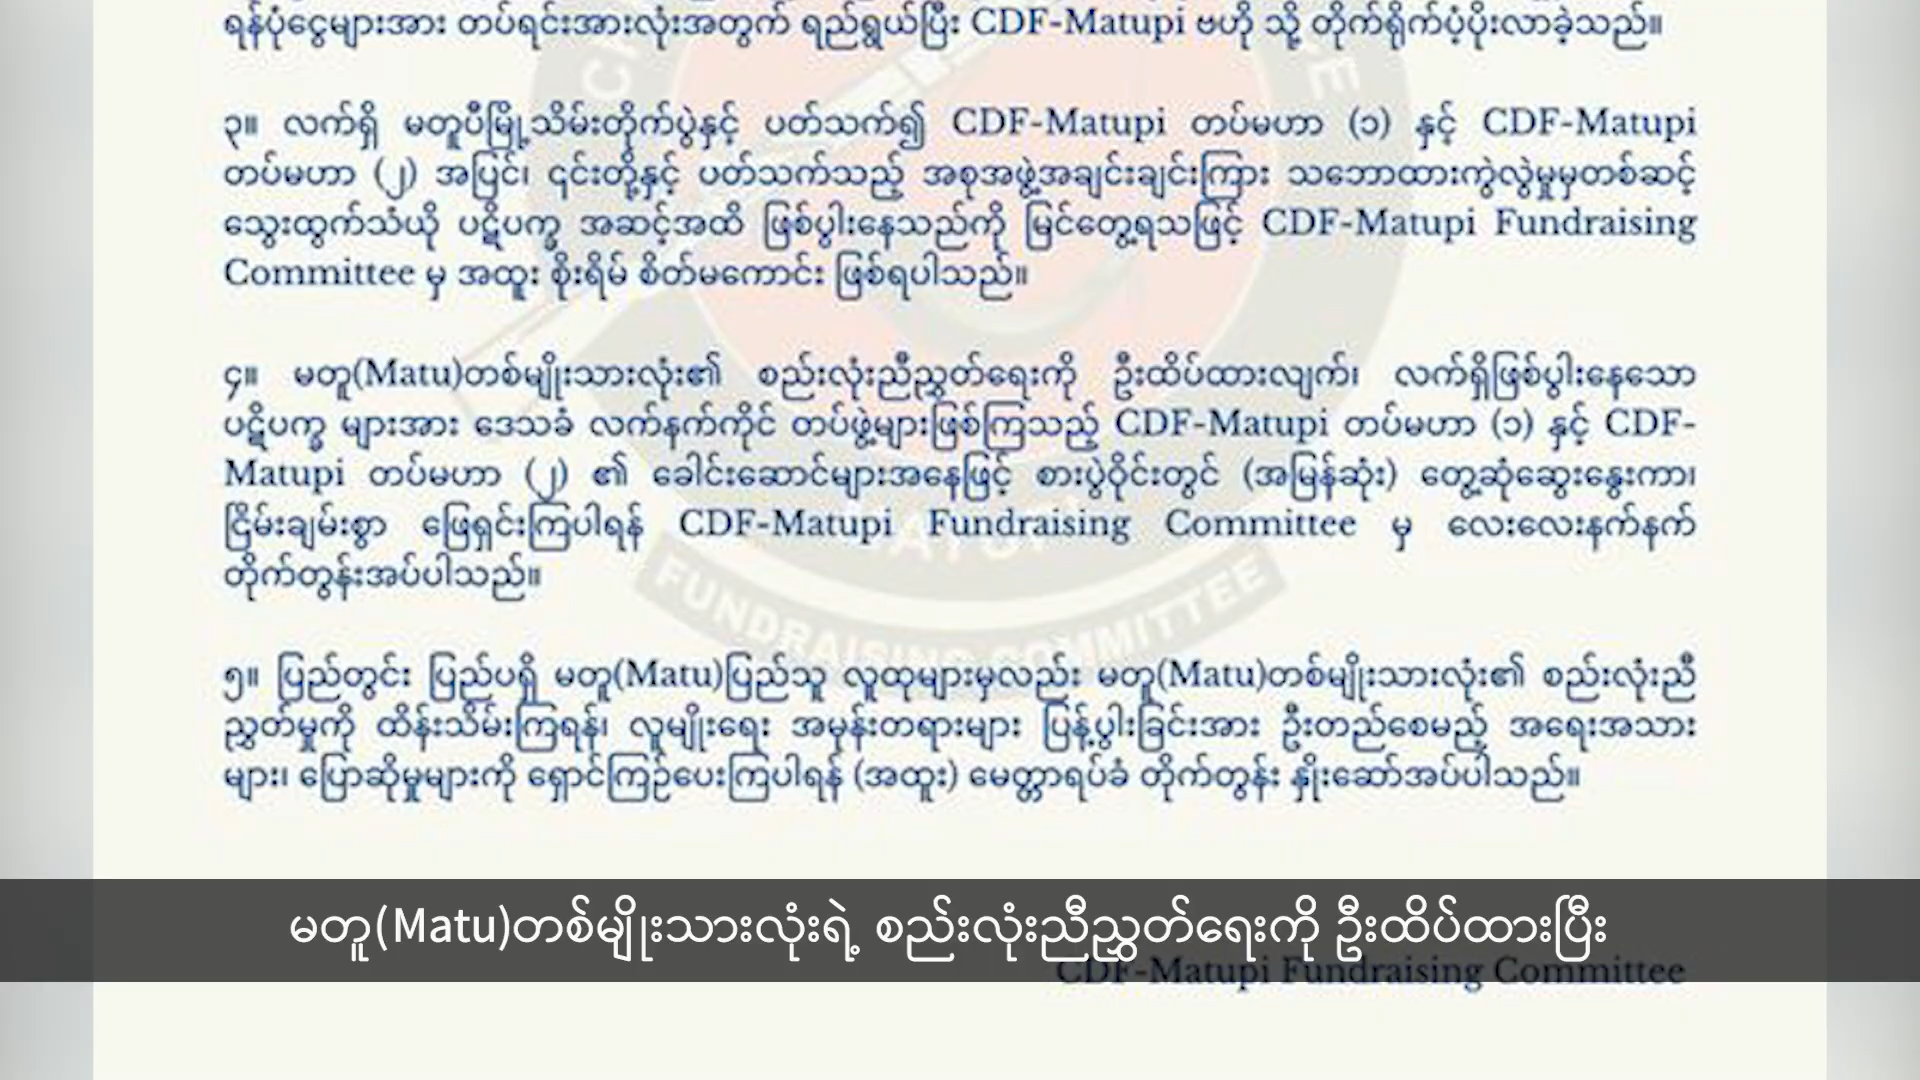 ရန်ပုံငွေများအား တပ်ရင်းအားလုံးအတွက် ရည်ရွယ်ပြီး CDF-Matupi ဗဟို သို့ တိုက်ရိုက်ပံ့ပိုးလာခဲ့သည်။
၃။ လက်ရှိ မတူပီမြို့သိမ်းတိုက်ပွဲနှင့် ပတ်သက်၍ CDF-Matupi တပ်မဟာ (၁) နှင့် CDF-Matupi
တပ်မဟာ (၂) အပြင်၊ ၎င်းတို့နှင့် ပတ်သက်သည့် အစုအဖွဲ့အချင်းချင်းကြား သဘောထားကွဲလွဲမှုမှတစ်ဆင့်
သွေးထွက်သံယို ပဋိပက္ခ အဆင့်အထိ ဖြစ်ပွါးနေသည်ကို မြင်တွေ့ရသဖြင့် CDF-Matupi Fundraising
Committee မှ အထူး စိုးရိမ် စိတ်မကောင်း ဖြစ်ရပါသည်။
၄။ မတူ(Matu)တစ်မျိုးသားလုံး၏ စည်းလုံးညီညွတ်ရေးကို ဦးထိပ်ထားလျက်၊ လက်ရှိဖြစ်ပွါးနေသော
ပဋိပက္ခ များအား ဒေသခံ လက်နက်ကိုင် တပ်ဖွဲ့များဖြစ်ကြသည့် CDF-Matupi တပ်မဟာ (၁) နှင့် CDF-
Matupi တပ်မဟာ (၂) ၏ ခေါင်းဆောင်များအနေဖြင့် စားပွဲဝိုင်းတွင် (အမြန်ဆုံး) တွေ့ဆုံဆွေးနွေးကာ၊
ငြိမ်းချမ်းစွာ ဖြေရှင်းကြပါရန် CDF-Matupi Fundraising Committee မှ လေးလေးနက်နက်
တိုက်တွန်းအပ်ပါသည်။
၅။ ပြည်တွင်း ပြည်ပရှိ မတူ(Matu)ပြည်သူ လူထုများမှလည်း မတူ(Matu)တစ်မျိုးသားလုံး၏ စည်းလုံးညီ
ညွတ်မှုကို ထိန်းသိမ်းကြရန်၊ လူမျိုးရေး အမုန်းတရားများ ပြန့်ပွါးခြင်းအား ဦးတည်စေမည့် အရေးအသား
များ၊ ပြောဆိုမှုများကို ရှောင်ကြဉ်ပေးကြပါရန် (အထူး) မေတ္တာရပ်ခံ တိုက်တွန်း နှိုးဆော်အပ်ပါသည်။
FUNDRAISING COMMITTEE
မတူ(Matu)တစ်မျိုးသားလုံးရဲ့ စည်းလုံးညီညွတ်ရေးကို ဦးထိပ်ထားပြီး
CDF-Matupi Fundraising Committee